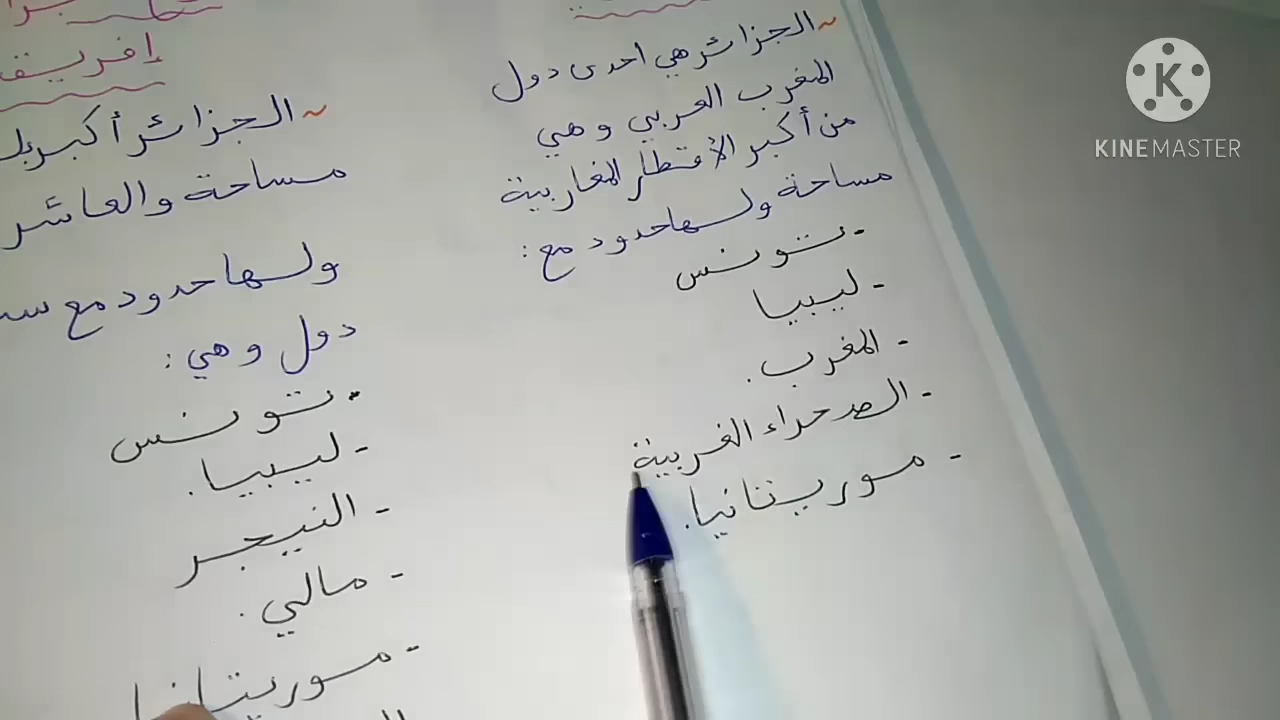 ~ الجزائر هي احدى دول
المغرب العربي وهي
من أكبر الأقطار المغاربية
مساحة ولها حدود مع :
- تونس
- ليبيا
- المغرب.
- الصحراء الغربية
- موريتانيا.
إفريق
~ الجزائر أكبر
مساحة والعاشر
ولها حدود مع
دول وهي :
- تونس
- ليبيا.
- النيجر
- مالي.
- موريتانيا
K
KINEMASTER